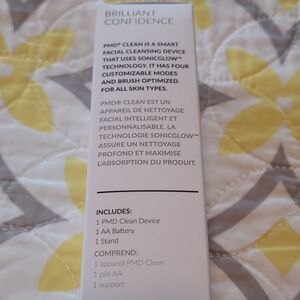 BRILLIANT
CONFIDENCE
PMD® CLEAN IS A SMART
FACIAL CLEANSING DEVICE
THAT USES SONICGLOW™
TECHNOLOGY. IT HAS FOUR
CUSTOMIZABLE MODES
AND BRUSH OPTIMIZED
FOR ALL SKIN TYPES.
PMD® CLEAN EST UN
APPAREIL DE NETTOYAGE
FACIAL INTELLIGENT ET
PERSONNALISABLE. LA
TECHNOLOGIE SONICGLOW™
ASSURE UN NETTOYAGE
PROFOND ET MAXIMISE
L'ABSORPTION DU PRODUIT.
INCLUDES:
1 PMD Clean Device
1 AA Battery
1 Stand
COMPREND:
1 appareil PMD Clean
1 pile AA
1 support